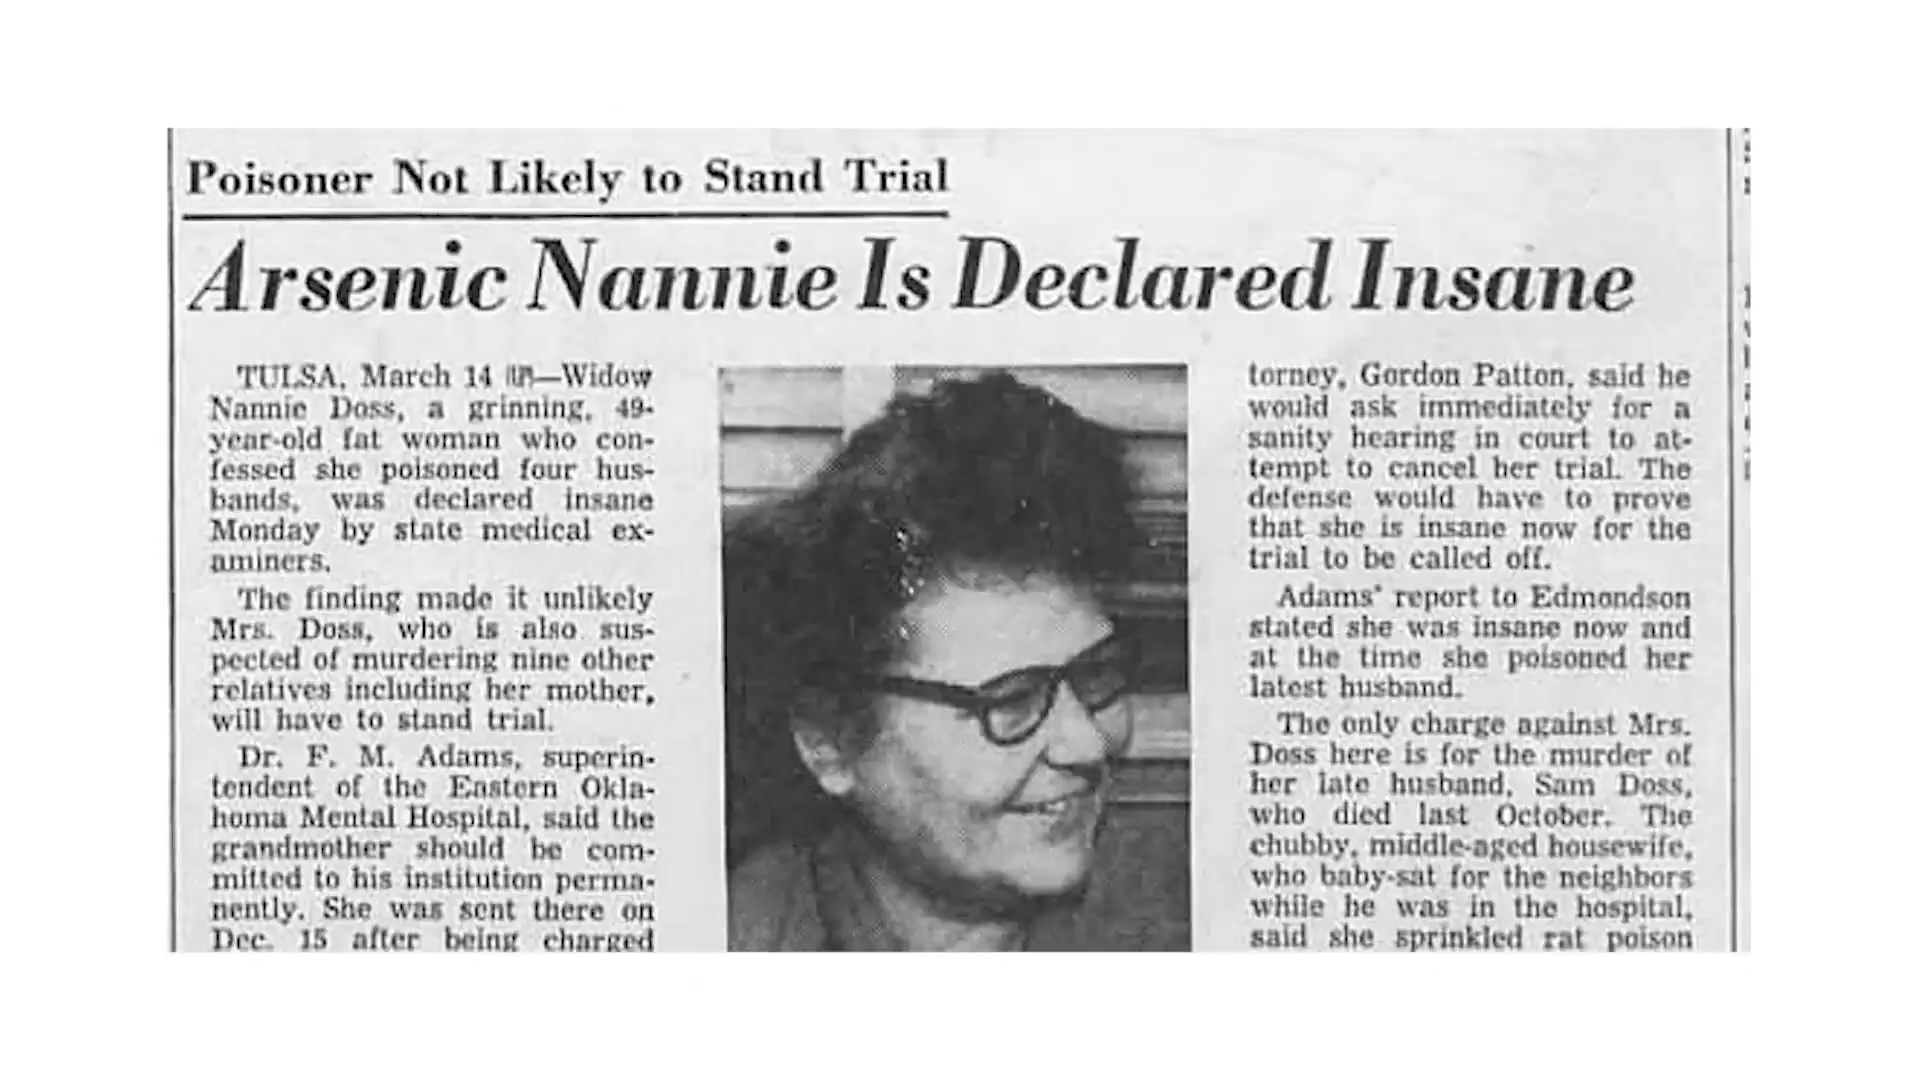 Poisoner Not Likely to Stand Trial
Arsenic Nannie Is Declared Insane
TULSA, March 14 (UP)—Widow
Nannie Doss, a grinning, 49-
year-old fat woman who con-
fessed she poisoned four hus-
bands, was declared insane
Monday by state medical ex-
aminers.
The finding made it unlikely
Mrs. Doss, who is also sus-
pected of murdering nine other
relatives including her mother,
will have to stand trial.
Dr. F. M. Adams, superin-
tendent of the Eastern Okla-
homa Mental Hospital, said the
grandmother should be com-
mitted to his institution perma-
nently. She was sent there on
Dec. 15 after being charged
torney, Gordon Patton, said he
would ask immediately for a
sanity hearing in court to at-
tempt to cancel her trial. The
defense would have to prove
that she is insane now for the
trial to be called off.
Adams' report to Edmondson
stated she was insane now and
at the time she poisoned her
latest husband.
The only charge against Mrs.
Doss here is for the murder of
her late husband, Sam Doss,
who died last October. The
chubby, middle-aged housewife,
who baby-sat for the neighbors
while he was in the hospital,
said she sprinkled rat poison